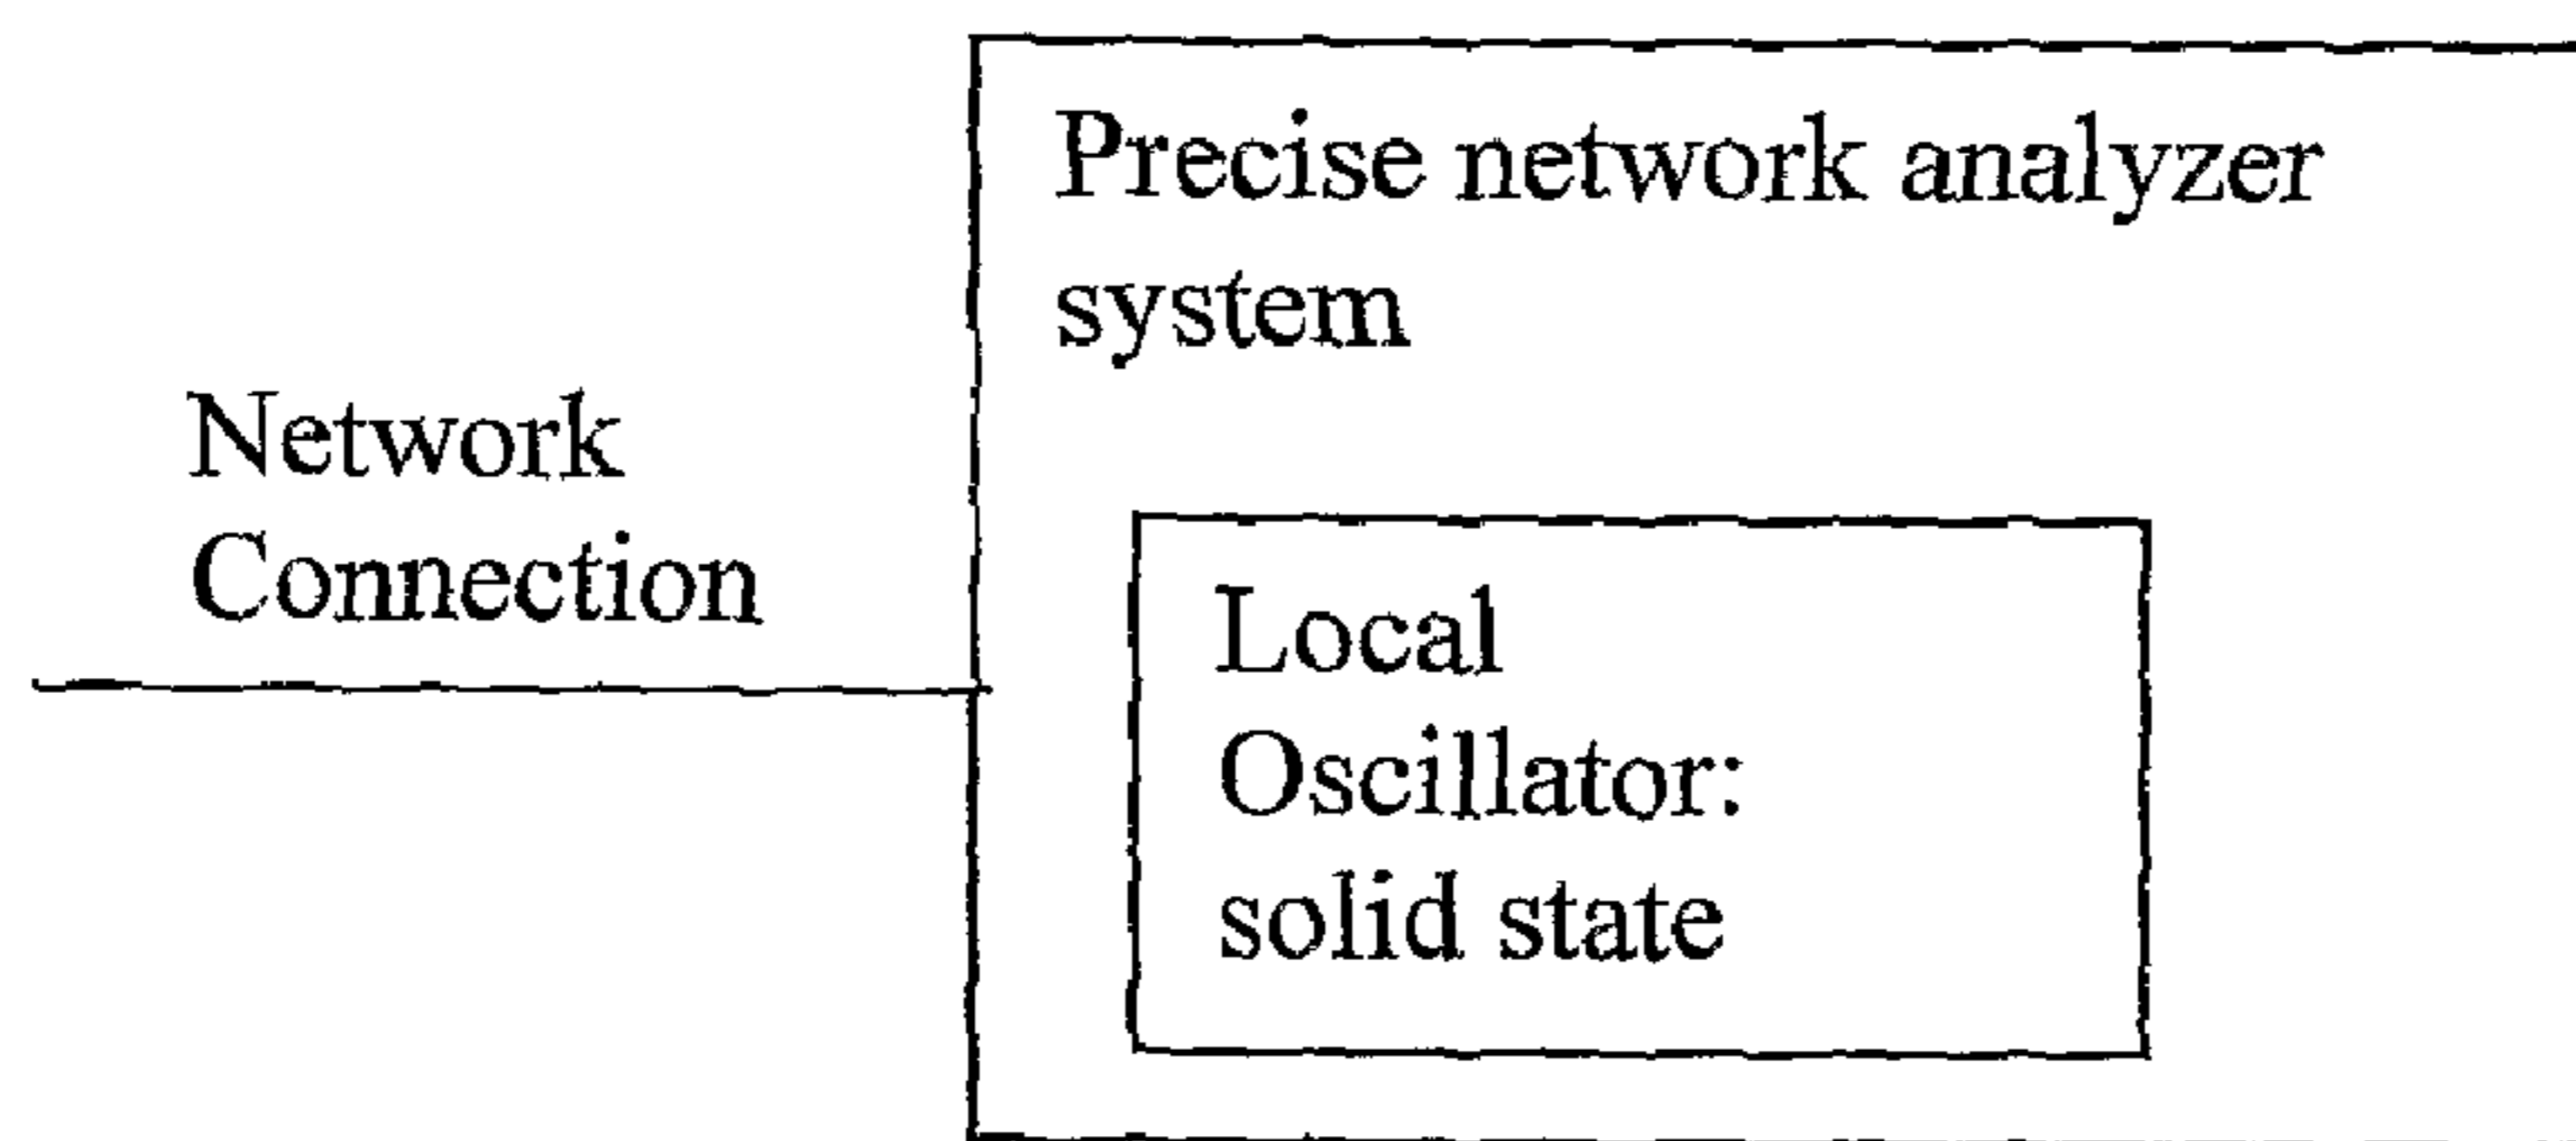 Precise network analyzer
system
Network
Connection
Local
Oscillator:
solid state